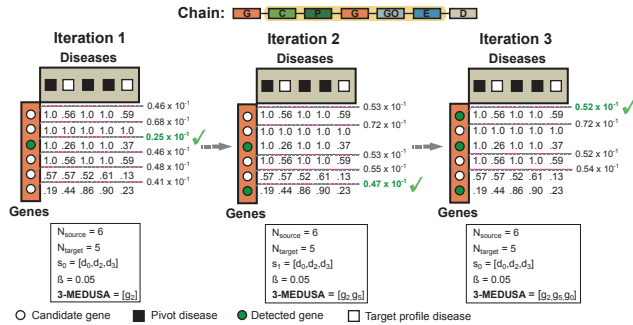 Chain: G C P G GO E D
Iteration 1
Diseases
1.0 .56 1.0 1.0 .59
1.0 1.0 1.0 1.0 1.0
1.0 .26 1.0 1.0 .37
1.0 .56 1.0 1.0 .59
.57 .57 .52 .61 .13
.19 .44 .86 .90 .23
0.46 x 10⁻¹
0.68 x 10⁻¹
0.25 x 10⁻¹ ✓
0.46 x 10⁻¹
0.48 x 10⁻¹
0.41 x 10⁻¹
Genes
N_source = 6
N_target = 5
s₀ = [d₀,d₂,d₃]
ß = 0.05
3-MEDUSA = [g₂]
Iteration 2
Diseases
1.0 .56 1.0 1.0 .59
1.0 1.0 1.0 1.0 1.0
1.0 .26 1.0 1.0 .37
1.0 .56 1.0 1.0 .59
.57 .57 .52 .61 .13
.19 .44 .86 .90 .23
0.53 x 10⁻¹
0.72 x 10⁻¹
0.53 x 10⁻¹
0.55 x 10⁻¹
0.47 x 10⁻¹ ✓
Genes
N_source = 6
N_target = 5
s₁ = [d₀,d₂,d₃]
ß = 0.05
3-MEDUSA = [g₂,g₅]
Iteration 3
Diseases
1.0 .56 1.0 1.0 .59
1.0 1.0 1.0 1.0 1.0
1.0 .26 1.0 1.0 .37
1.0 .56 1.0 1.0 .59
.57 .57 .52 .61 .13
.19 .44 .86 .90 .23
0.52 x 10⁻¹ ✓
0.72 x 10⁻¹
0.52 x 10⁻¹
0.54 x 10⁻¹
Genes
N_source = 6
N_target = 5
s₀ = [d₀,d₂,d₃]
ß = 0.05
3-MEDUSA = [g₂,g₅,g₀]
Candidate gene Pivot disease Detected gene Target profile disease